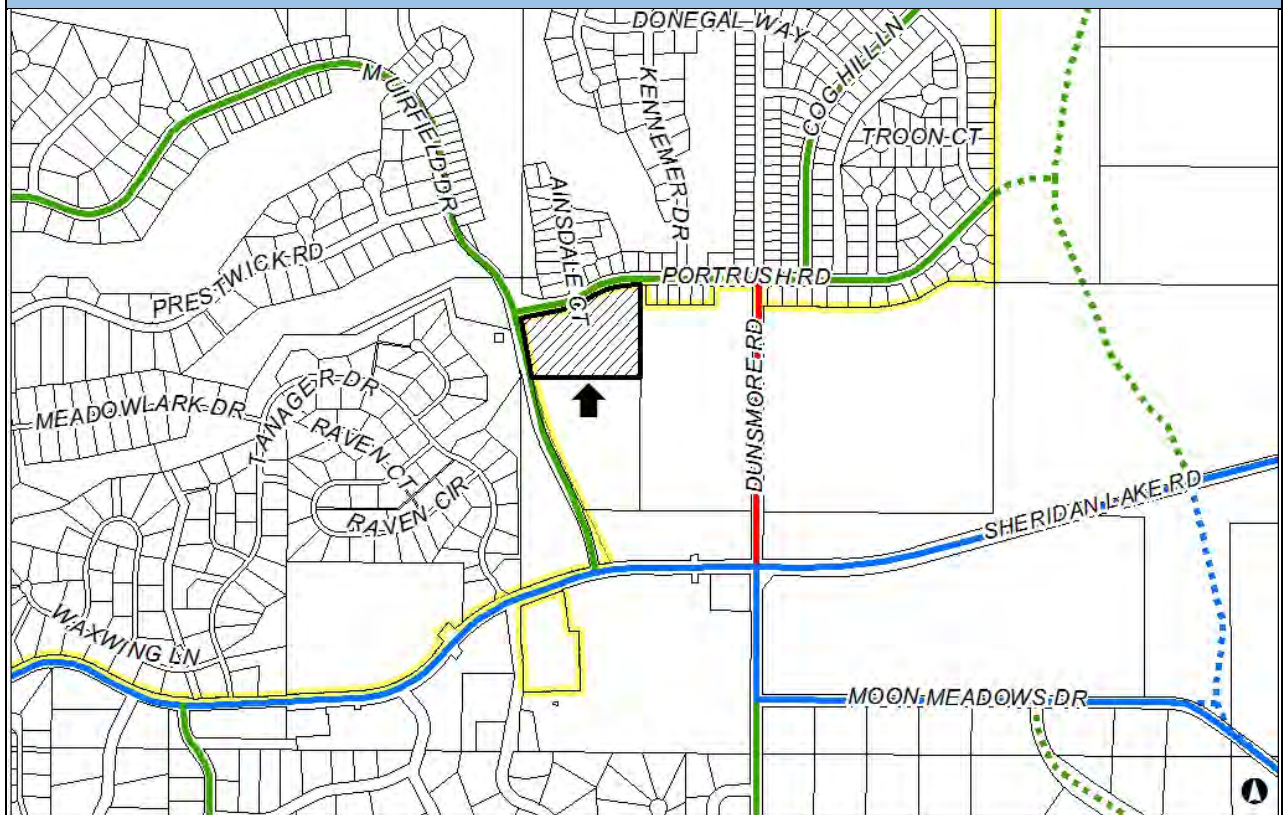 DONEGAL WAY
COG HILL LN
MUIRFIELD DR
KENNEMER DR
TROON CT
AINSDALE CT
PRESTWICK RD
PORTRUSH RD
DUNSMORE RD
TANAGER DR
MEADOWLARK DR
RAVEN CT
RAVEN CIR
SHERIDAN LAKE RD
WAXWING LN
MOON MEADOWS DR